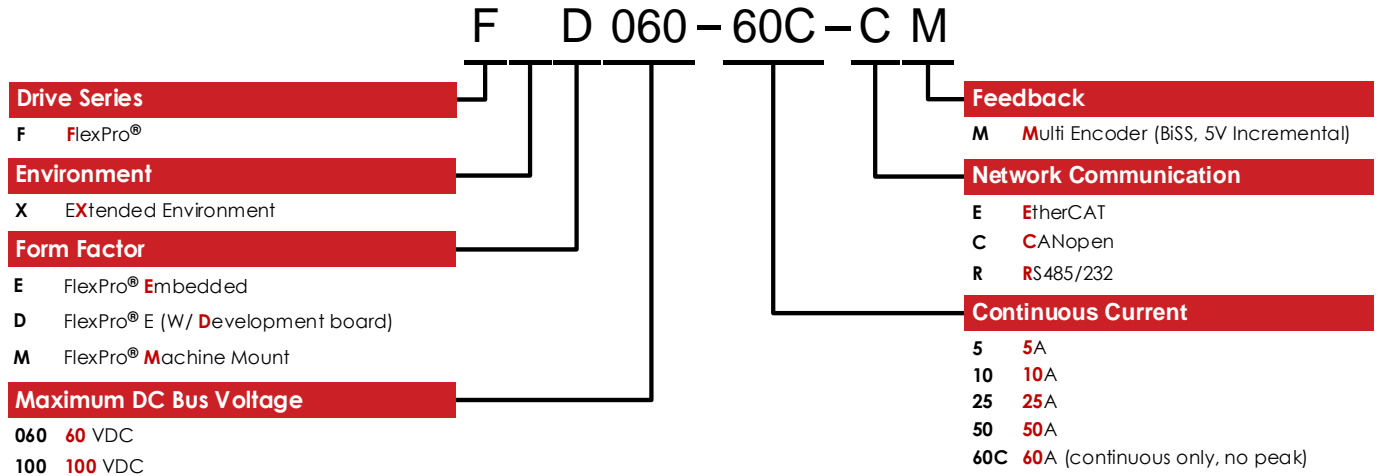 F D 060 – 60C – C M
Drive Series
F FlexPro®
Environment
X EXtended Environment
Form Factor
E FlexPro® Embedded
D FlexPro® E (W/ Development board)
M FlexPro® Machine Mount
Maximum DC Bus Voltage
060 60 VDC
100 100 VDC
Feedback
M Multi Encoder (BiSS, 5V Incremental)
Network Communication
E EtherCAT
C CANopen
R RS485/232
Continuous Current
5 5A
10 10A
25 25A
50 50A
60C 60A (continuous only, no peak)